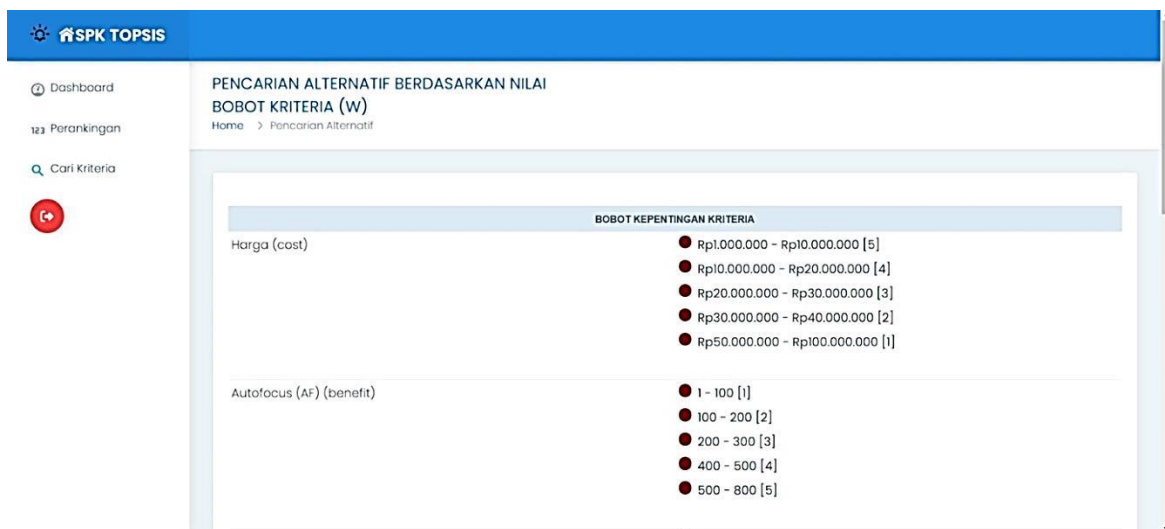 SPK TOPSIS
Dashboard
123 Perankingan
Cari Kriteria
PENCARIAN ALTERNATIF BERDASARKAN NILAI
BOBOT KRITERIA (W)
Home > Pencarian Alternatif
BOBOT KEPENTINGAN KRITERIA
Harga (cost)
Rp1.000.000 - Rp10.000.000 [5]
Rp10.000.000 - Rp20.000.000 [4]
Rp20.000.000 - Rp30.000.000 [3]
Rp30.000.000 - Rp40.000.000 [2]
Rp50.000.000 - Rp100.000.000 [1]
Autofocus (AF) (benefit)
1 - 100 [1]
100 - 200 [2]
200 - 300 [3]
400 - 500 [4]
500 - 800 [5]